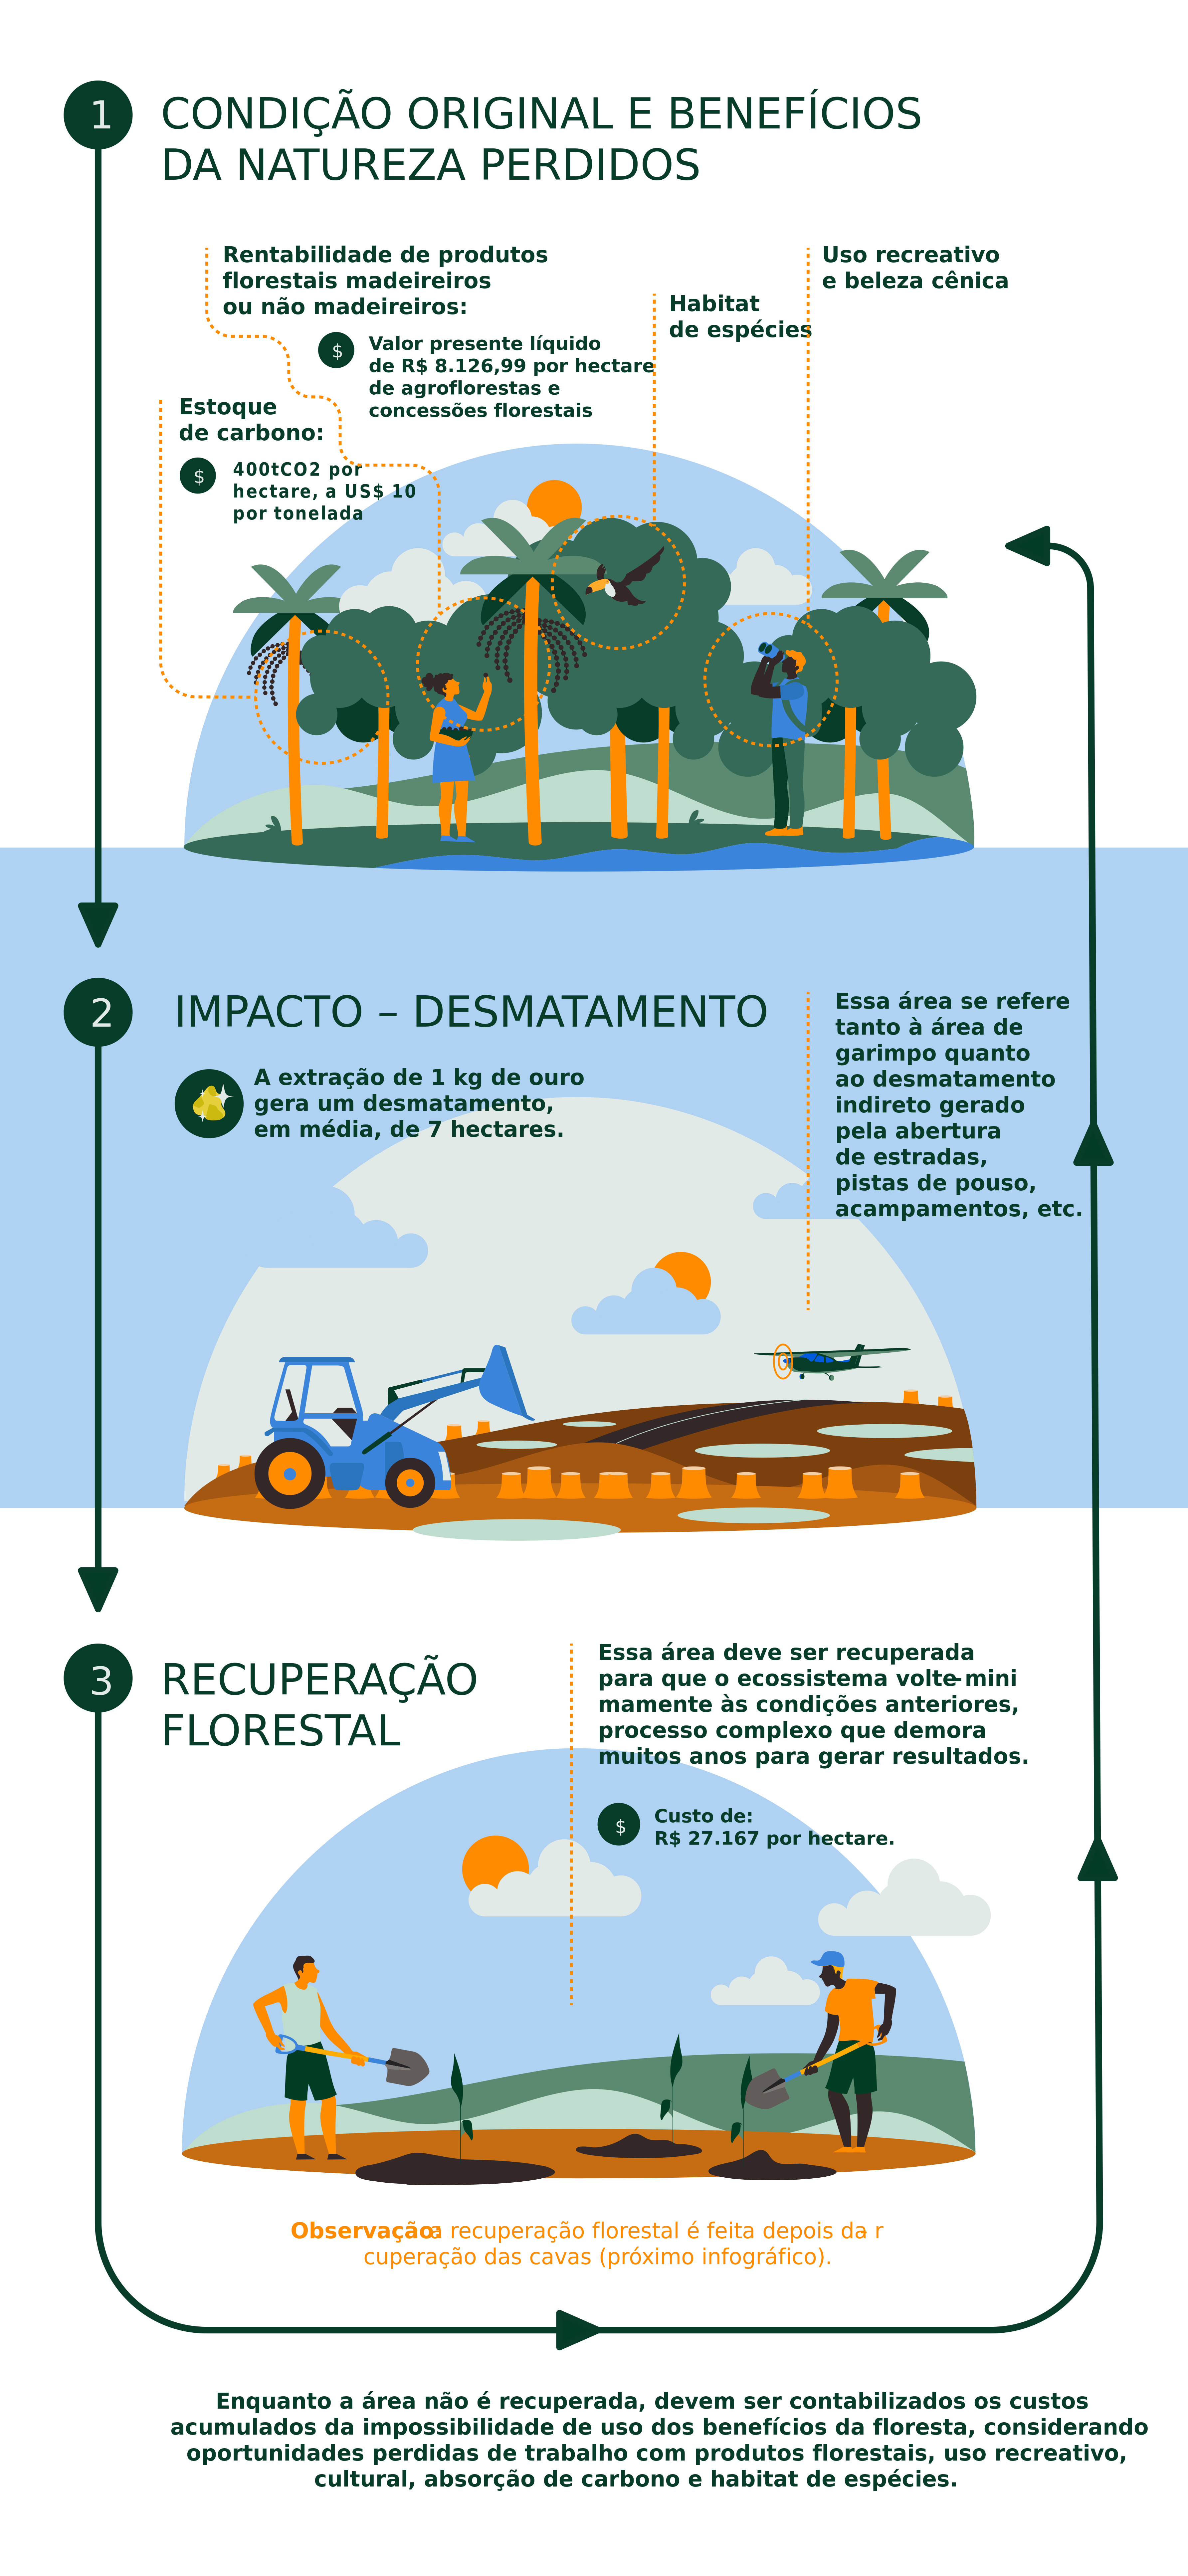 1
CONDIÇÃO ORIGINAL E BENEFÍCIOS
DA NATUREZA PERDIDOS
Rentabilidade de produtos
florestais madeireiros
ou não madeireiros:
$
Valor presente líquido
de R$ 8.126,99 por hectare
de agroflorestas e
concessões florestais
Habitat
de espécies
Uso recreativo
e beleza cênica
Estoque
de carbono:
$
400tCO2 por
hectare, a US$ 10
por tonelada
2
IMPACTO – DESMATAMENTO
A extração de 1 kg de ouro
gera um desmatamento,
em média, de 7 hectares.
Essa área se refere
tanto à área de
garimpo quanto
ao desmatamento
indireto gerado
pela abertura
de estradas,
pistas de pouso,
acampamentos, etc.
3
RECUPERAÇÃO
FLORESTAL
Essa área deve ser recuperada
para que o ecossistema volte-mini
mamente às condições anteriores,
processo complexo que demora
muitos anos para gerar resultados.
$
Custo de:
R$ 27.167 por hectare.
Observação: a recuperação florestal é feita depois da r
cuperação das cavas (próximo infográfico).
Enquanto a área não é recuperada, devem ser contabilizados os custos
acumulados da impossibilidade de uso dos benefícios da floresta, considerando
oportunidades perdidas de trabalho com produtos florestais, uso recreativo,
cultural, absorção de carbono e habitat de espécies.